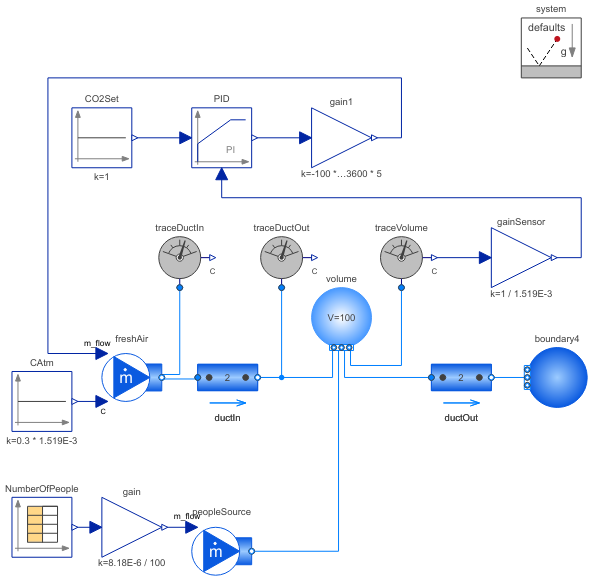 system
defaults
g
CO2Set
PID
gain1
PI
k=1
k=-100 *...3600 * 5
traceDuctIn
traceDuctOut
traceVolume
gainSensor
C
C
C
volume
k=1 / 1.519E-3
V=100
m_flow
freshAir
boundary4
CAtm
ṁ
2
2
C
ductIn
ductOut
k=0.3 * 1.519E-3
NumberOfPeople
gain
m_flow
peopleSource
ṁ
k=8.18E-6 / 100